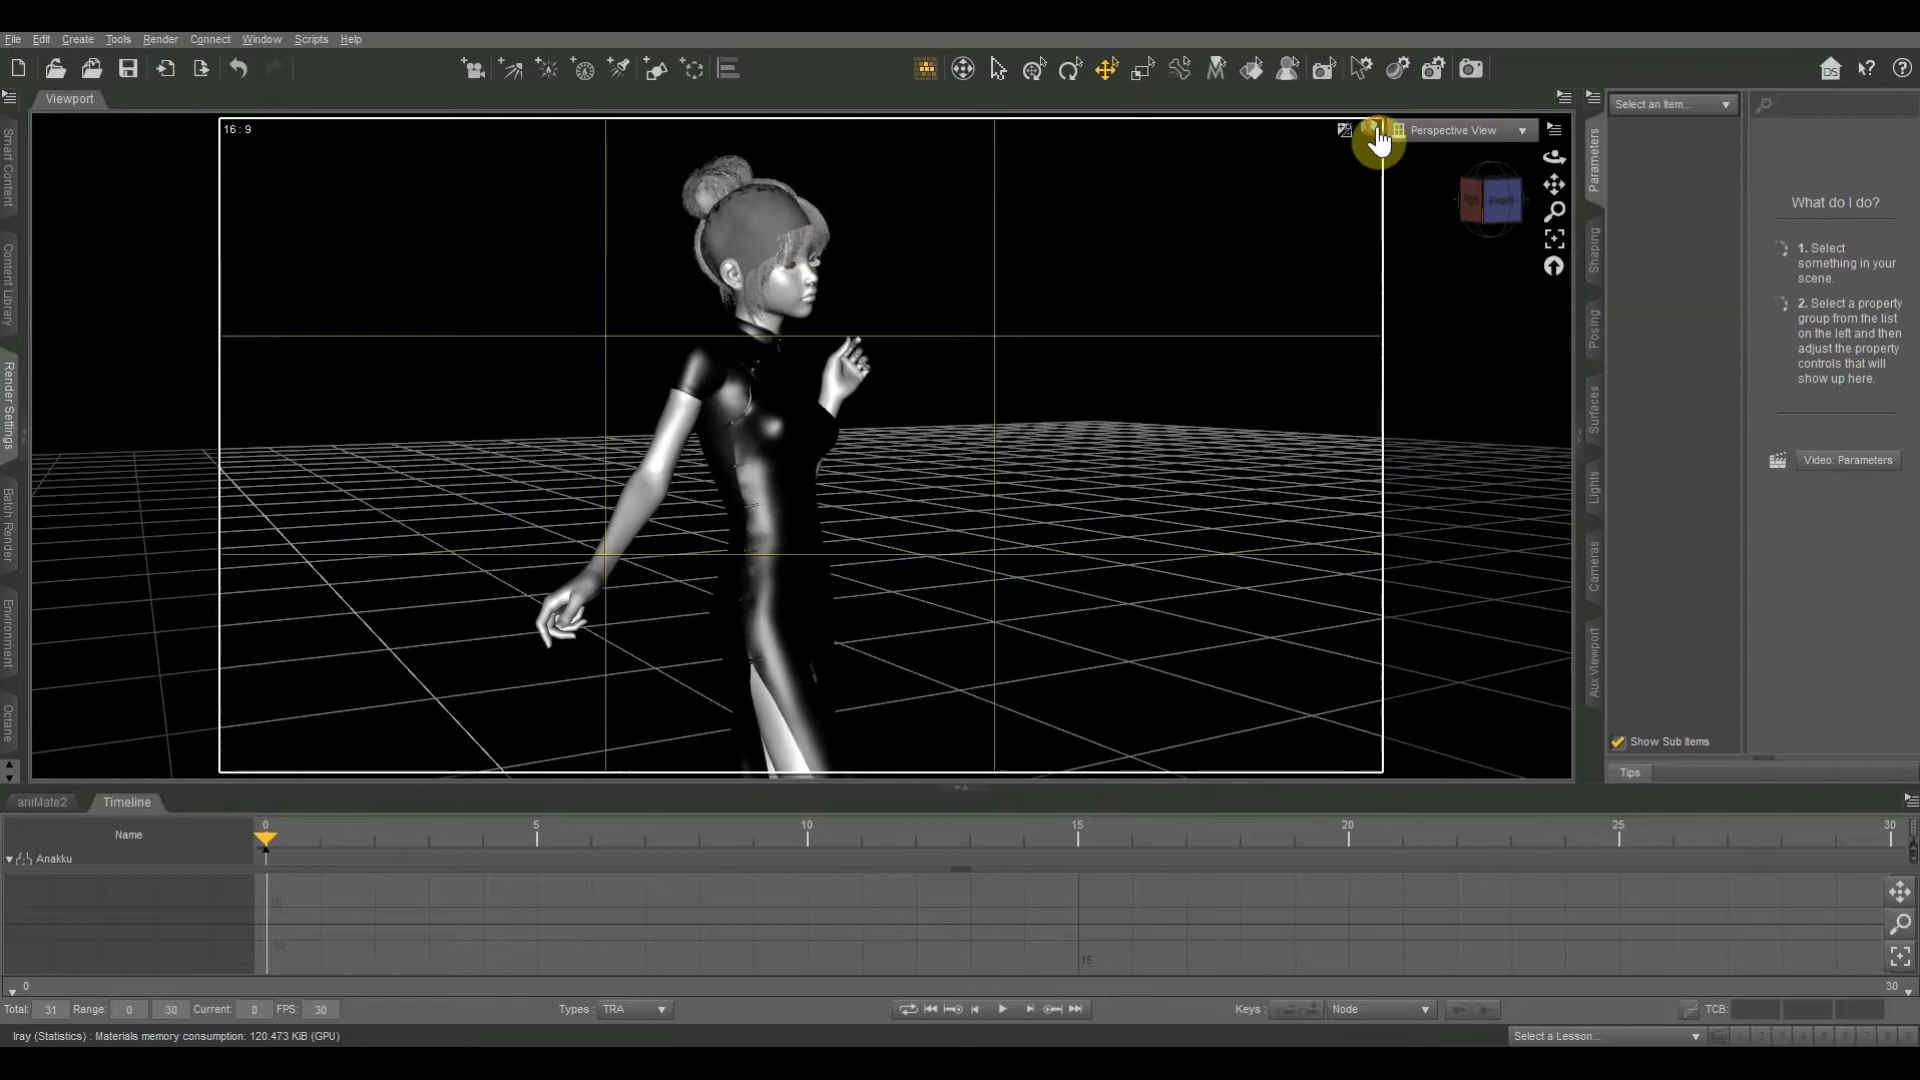 File Edit Create Tools Render Connect Window Scripts Help
Viewport
16 : 9
Perspective View
Front
Smart Content
Content Library
Render Settings
Batch Render
Environment
Octane
Parameters
Shaping
Posing
Surfaces
Lights
Cameras
Aux Viewport
Select an Item...
What do I do?
1. Select
something in your
scene.
2. Select a property
group from the list
on the left and then
adjust the property
controls that will
show up here.
Video: Parameters
Show Sub Items
Tips
aniMate2 Timeline
Name 0 5 10 15 20 25 30
Anakku
15
0 30
Total: 31 Range: 0 30 Current: 0 FPS: 30 Types : TRA Keys : Node TCB:
Iray (Statistics) : Materials memory consumption: 120.473 KiB (GPU) Select a Lesson...